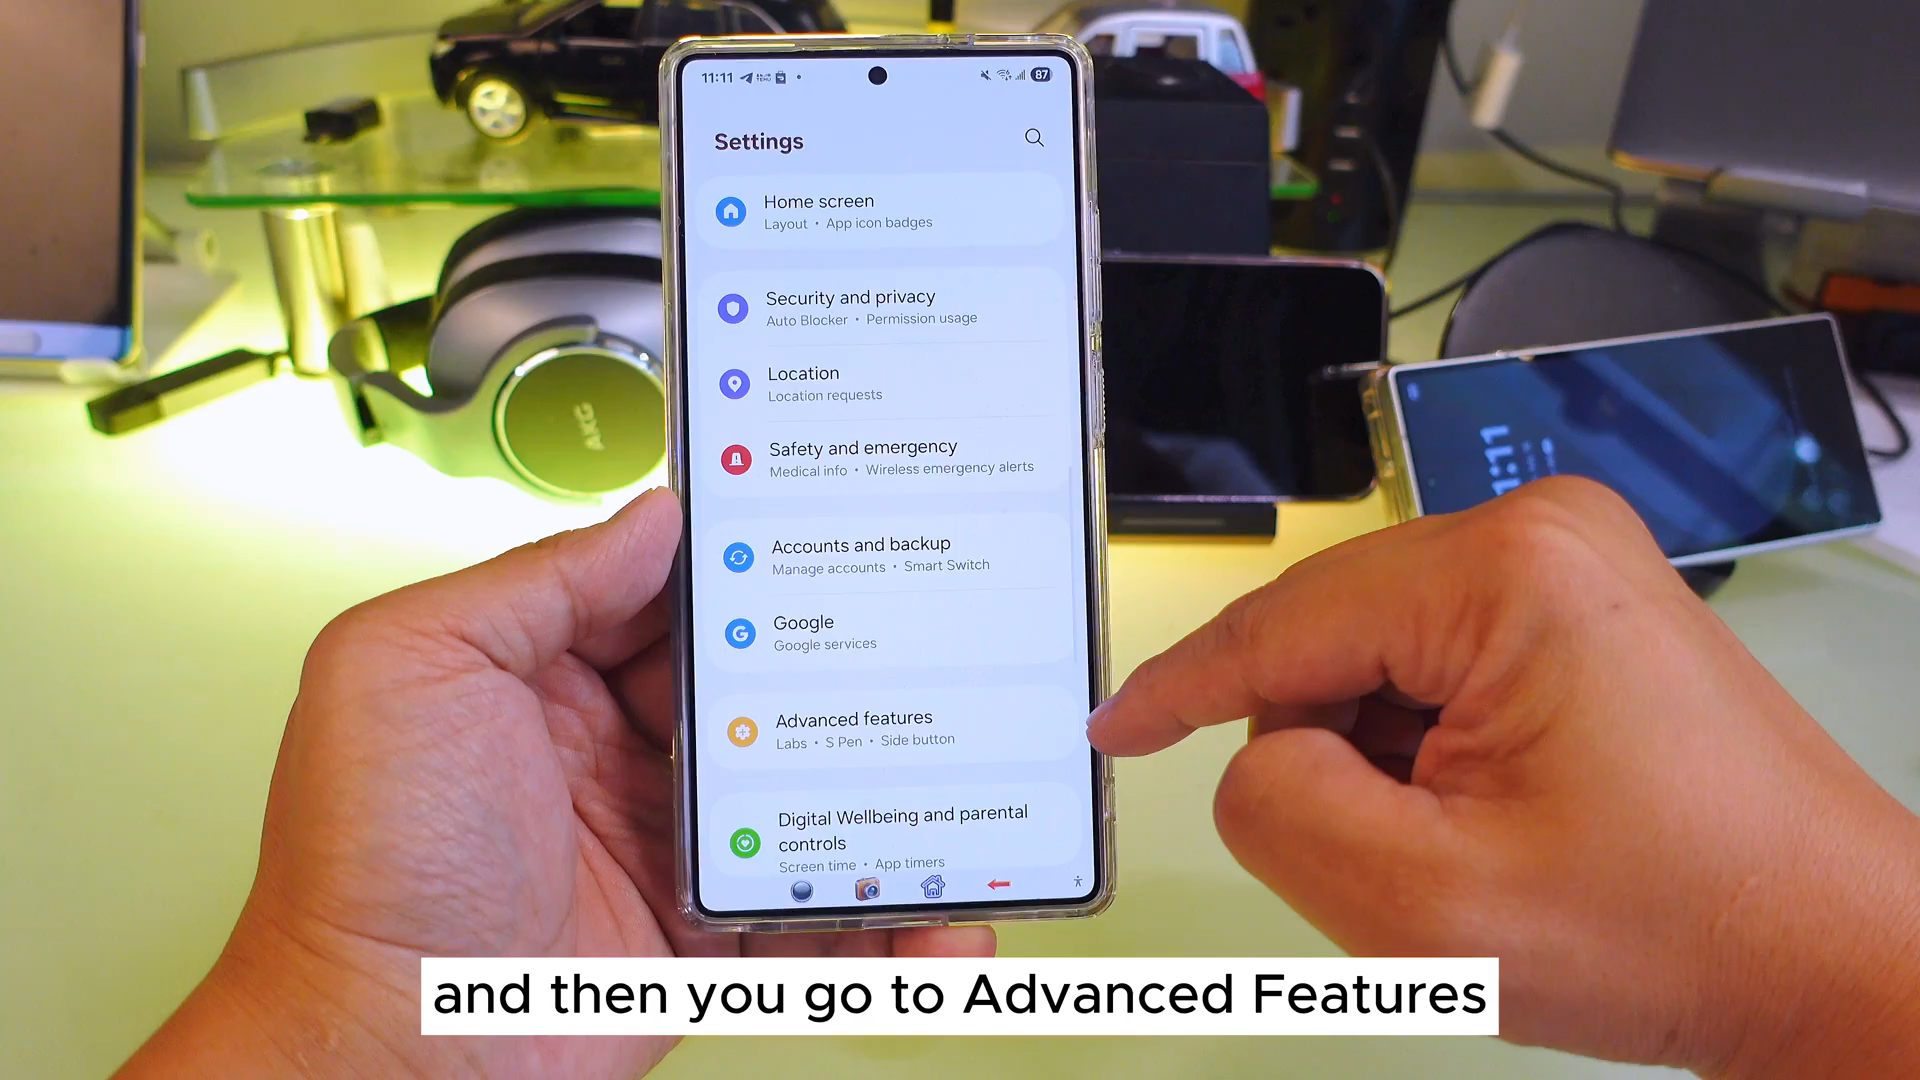 11:11
87
Settings
Home screen
Layout • App icon badges
Security and privacy
Auto Blocker • Permission usage
Location
Location requests
Safety and emergency
Medical info • Wireless emergency alerts
Accounts and backup
Manage accounts • Smart Switch
G
Google
Google services
Advanced features
Labs • S Pen • Side button
Digital Wellbeing and parental
controls
Screen time • App timers
AKG
1:11
and then you go to Advanced Features